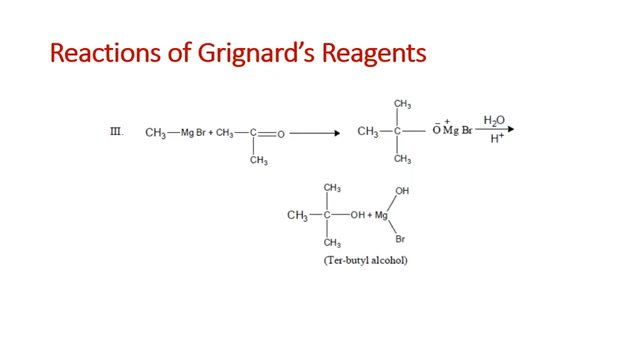 Reactions of Grignard's Reagents
CH₃
III. CH₃—Mg Br + CH₃—C═O ⟶ CH₃—C— ŌM⁺g Br H₂O
H⁺
CH₃ CH₃
CH₃ OH
CH₃—C—OH + Mg
CH₃ Br
(Ter-butyl alcohol)